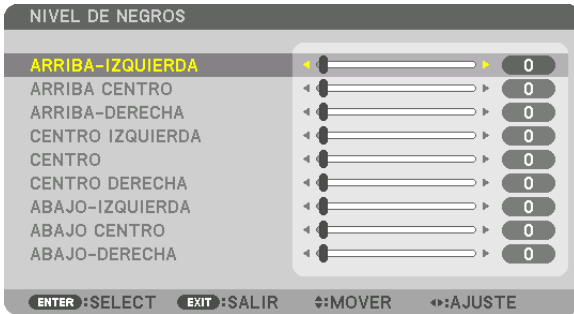 NIVEL DE NEGROS
ARRIBA-IZQUIERDA 0
ARRIBA CENTRO 0
ARRIBA-DERECHA 0
CENTRO IZQUIERDA 0
CENTRO 0
CENTRO DERECHA 0
ABAJO-IZQUIERDA 0
ABAJO CENTRO 0
ABAJO-DERECHA 0
ENTER :SELECT EXIT :SALIR :MOVER :AJUSTE